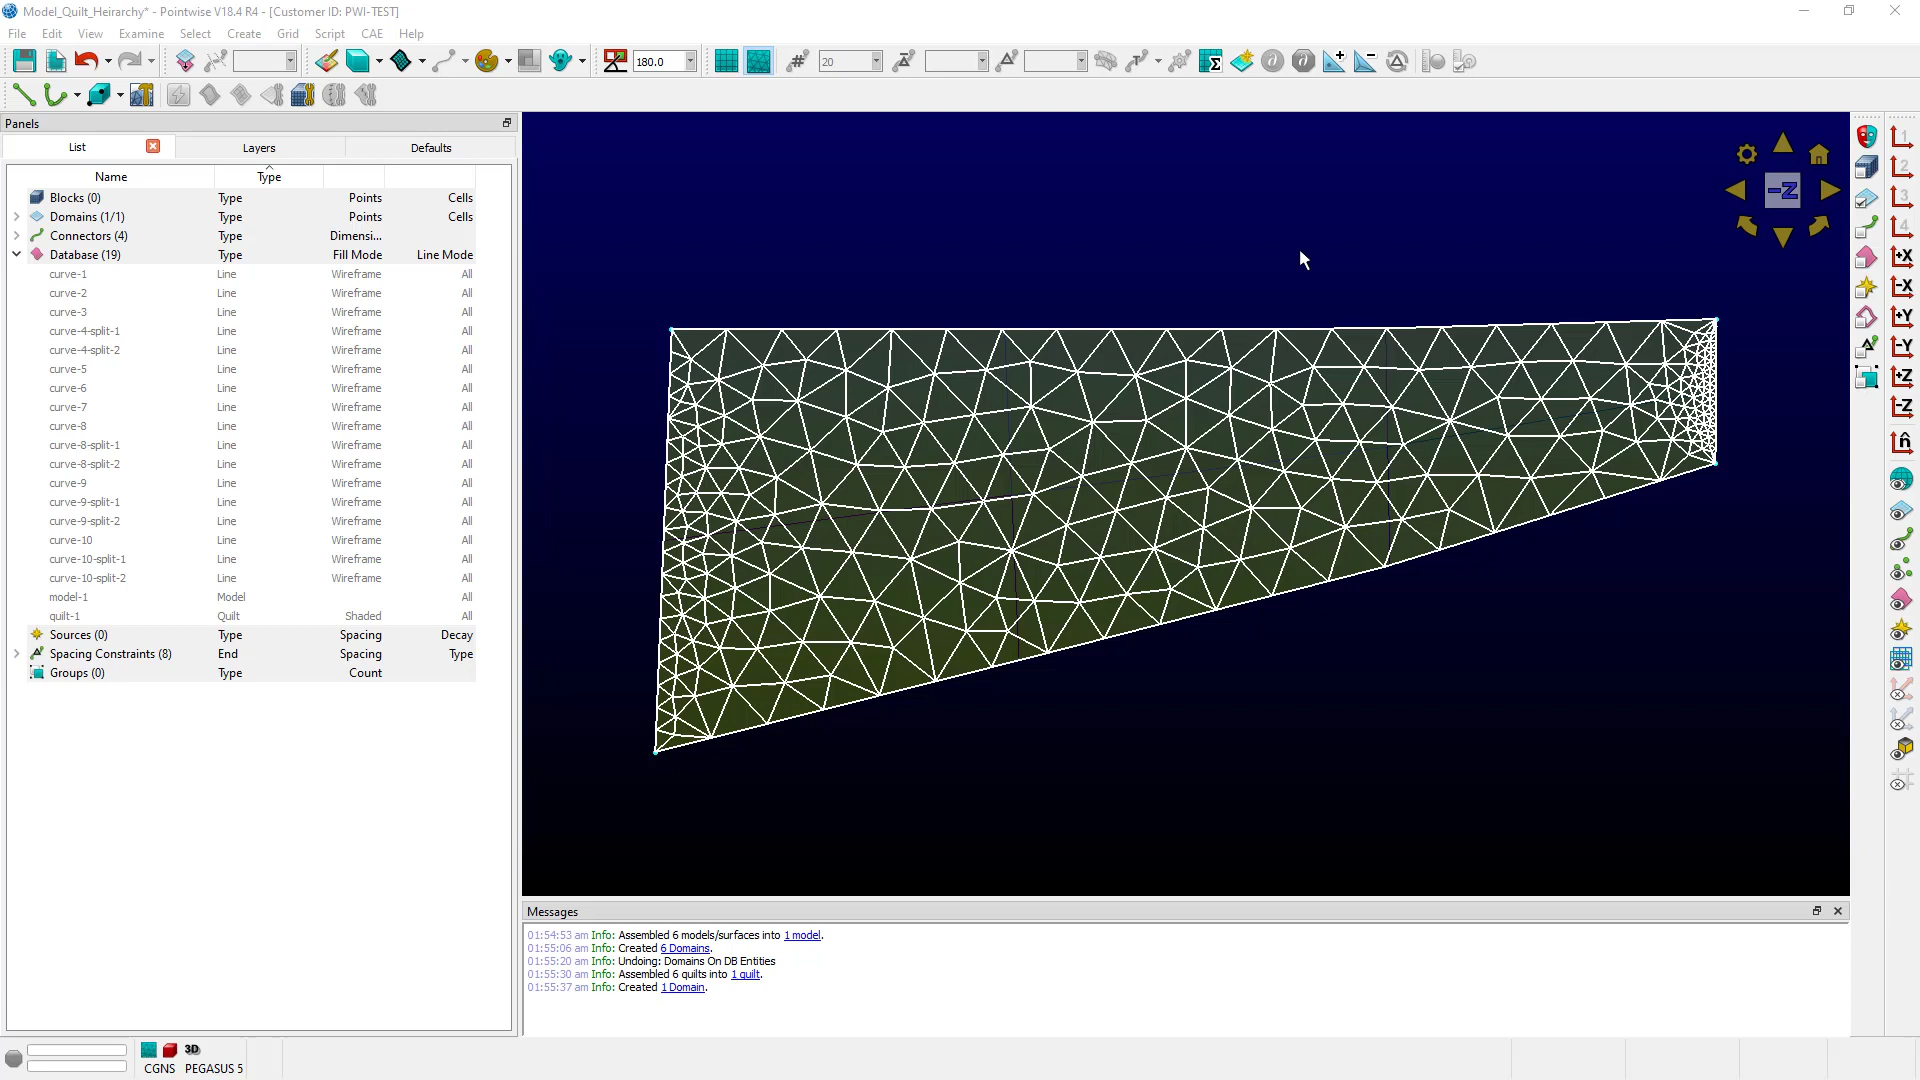 Model_Quilt_Heirarchy* - Pointwise V18.4 R4 - [Customer ID: PWI-TEST]
File Edit View Examine Select Create Grid Script CAE Help
180.0 20
Panels
List Layers Defaults
Name Type
Blocks (0) Type Points Cells
Domains (1/1) Type Points Cells
Connectors (4) Type Dimensi...
Database (19) Type Fill Mode Line Mode
curve-1 Line Wireframe All
curve-2 Line Wireframe All
curve-3 Line Wireframe All
curve-4-split-1 Line Wireframe All
curve-4-split-2 Line Wireframe All
curve-5 Line Wireframe All
curve-6 Line Wireframe All
curve-7 Line Wireframe All
curve-8 Line Wireframe All
curve-8-split-1 Line Wireframe All
curve-8-split-2 Line Wireframe All
curve-9 Line Wireframe All
curve-9-split-1 Line Wireframe All
curve-9-split-2 Line Wireframe All
curve-10 Line Wireframe All
curve-10-split-1 Line Wireframe All
curve-10-split-2 Line Wireframe All
model-1 Model All
quilt-1 Quilt Shaded All
Sources (0) Type Spacing Decay
Spacing Constraints (8) End Spacing Type
Groups (0) Type Count
-Z
1
2
3
4
+X
-X
+Y
-Y
+Z
-Z
n̂
Messages
01:54:53 am Info: Assembled 6 models/surfaces into 1 model.
01:55:06 am Info: Created 6 Domains.
01:55:20 am Info: Undoing: Domains On DB Entities
01:55:30 am Info: Assembled 6 quilts into 1 quilt.
01:55:37 am Info: Created 1 Domain.
3D
CGNS PEGASUS 5